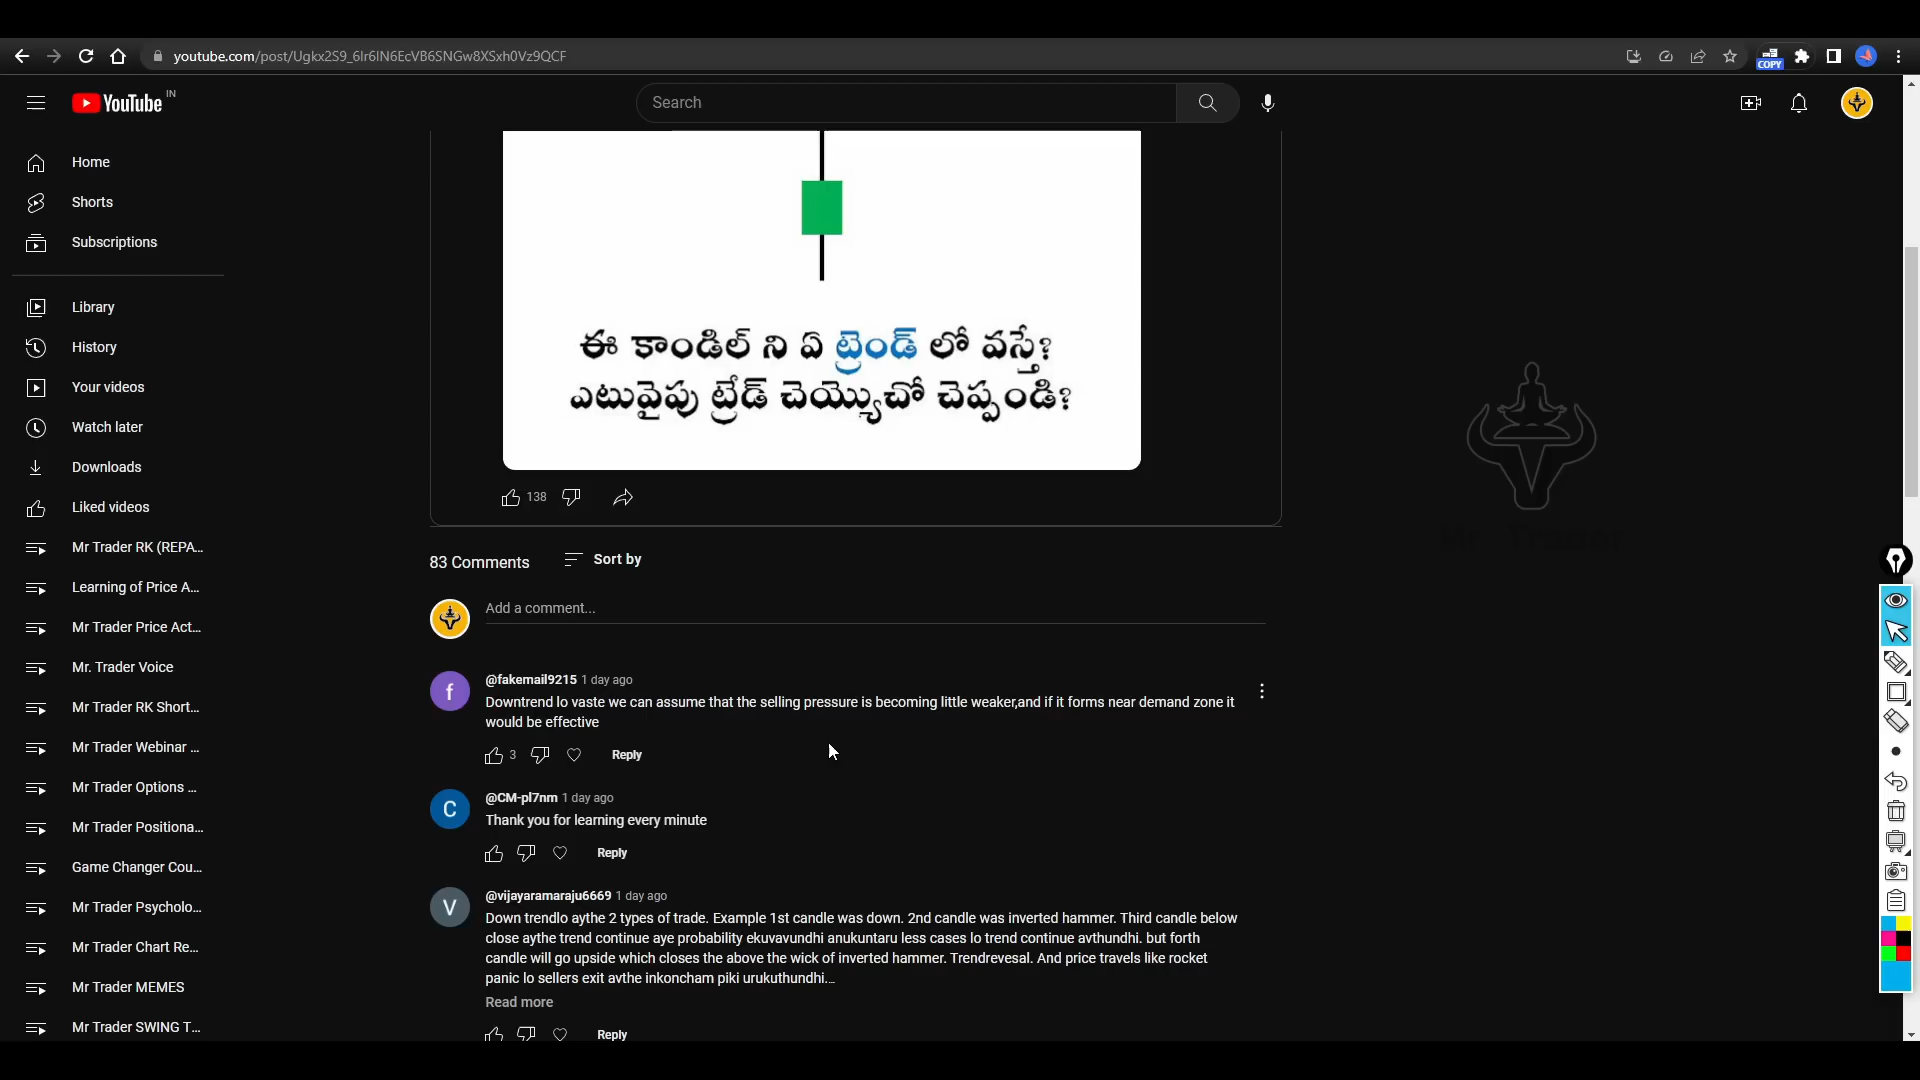 youtube.com/post/Ugkx2S9_6Ir6lN6EcVB6SNGw8XSxh0Vz9QCF
COPY
YouTube IN
Search
Home
Shorts
Subscriptions
Library
History
Your videos
Watch later
Downloads
Liked videos
Mr Trader RK (REPA...
Learning of Price A...
Mr Trader Price Act...
Mr. Trader Voice
Mr Trader RK Short...
Mr Trader Webinar ...
Mr Trader Options ...
Mr Trader Positiona...
Game Changer Cou...
Mr Trader Psycholo...
Mr Trader Chart Re...
Mr Trader MEMES
Mr Trader SWING T...
ఈ కాండిల్ ని ఏ ట్రెండ్ లో వస్తే?
ఎటువైపు ట్రేడ్ చెయ్యొచో చెప్పండి?
138
83 Comments
Sort by
Add a comment...
f
@fakemail9215 1 day ago
Downtrend lo vaste we can assume that the selling pressure is becoming little weaker,and if it forms near demand zone it
would be effective
3
Reply
C
@CM-pl7nm 1 day ago
Thank you for learning every minute
Reply
V
@vijayaramaraju6669 1 day ago
Down trendlo aythe 2 types of trade. Example 1st candle was down. 2nd candle was inverted hammer. Third candle below
close aythe trend continue aye probability ekuvavundhi anukuntaru less cases lo trend continue avthundhi. but forth
candle will go upside which closes the above the wick of inverted hammer. Trendrevesal. And price travels like rocket
panic lo sellers exit avthe inkoncham piki urukuthundhi...
Read more
Reply